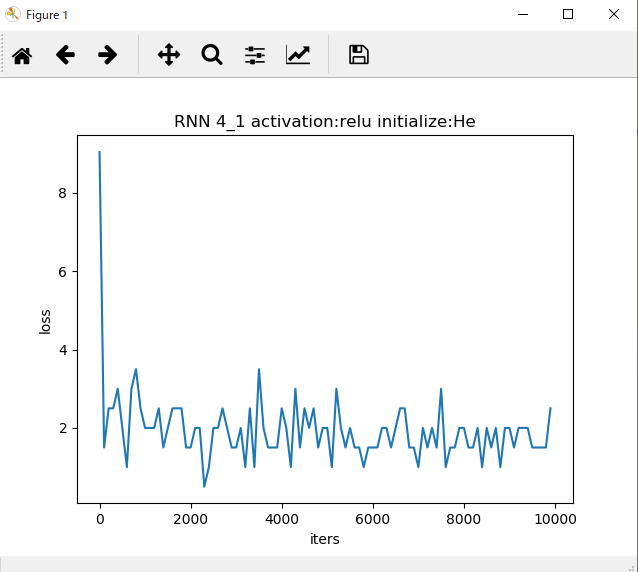 Figure 1
RNN 4_1 activation:relu initialize:He
8
6
4
2
loss
0 2000 4000 6000 8000 10000
iters